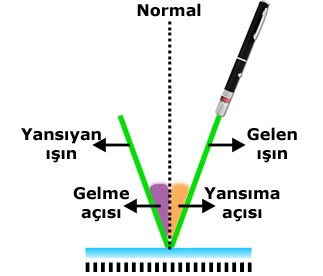 Normal
Yansıyan
ışın
Gelen
ışın
Gelme
açısı
Yansıma
açısı